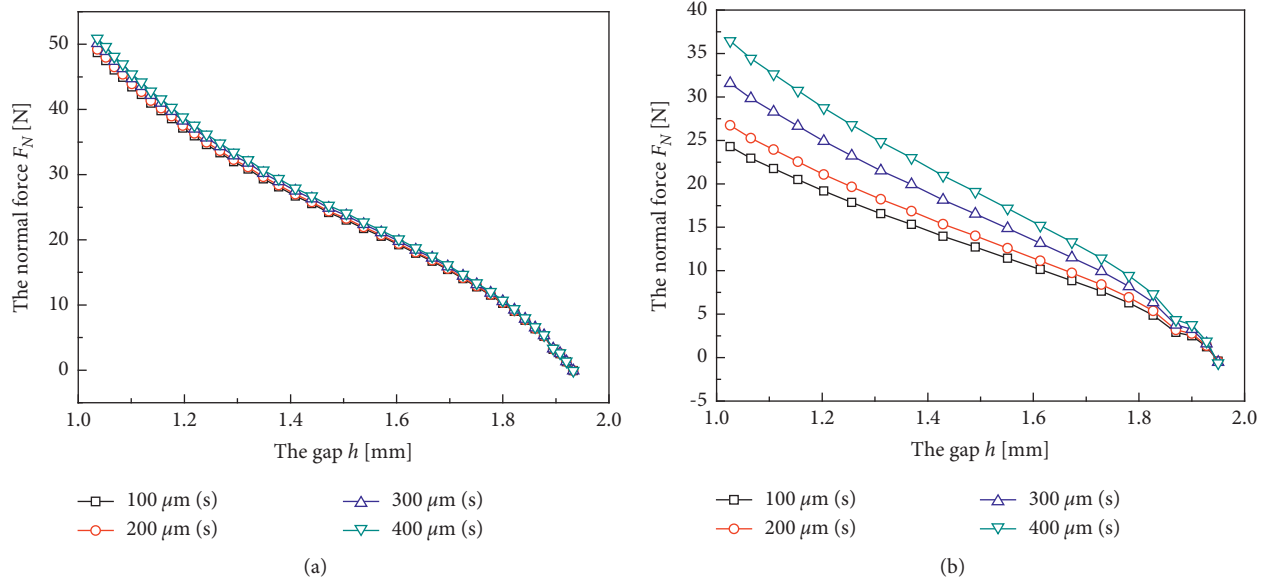 The normal force F_N [N]
50
40
30
20
10
0
1.0 1.2 1.4 1.6 1.8 2.0
The gap h [mm]
100 µm (s) 300 µm (s)
200 µm (s) 400 µm (s)
(a)
The normal force F_N [N]
40
35
30
25
20
15
10
5
0
-5
1.0 1.2 1.4 1.6 1.8 2.0
The gap h [mm]
100 µm (s) 300 µm (s)
200 µm (s) 400 µm (s)
(b)